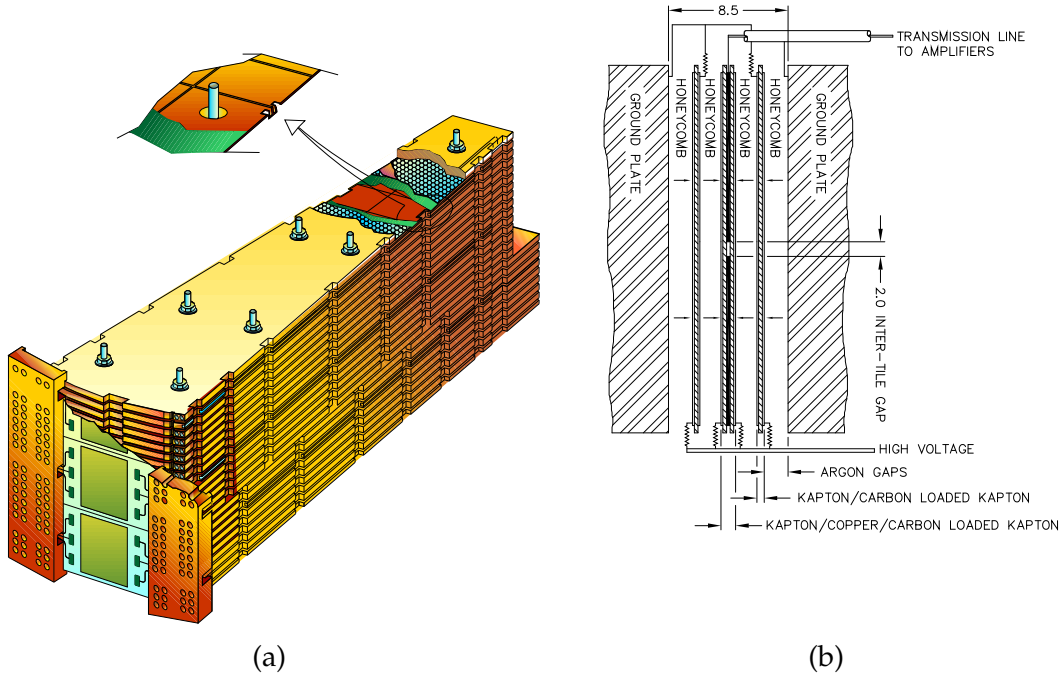 8.5
TRANSMISSION LINE
TO AMPLIFIERS
GROUND PLATE
HONEYCOMB
HONEYCOMB
HONEYCOMB
HONEYCOMB
GROUND PLATE
2.0 INTER-TILE GAP
HIGH VOLTAGE
ARGON GAPS
KAPTON/CARBON LOADED KAPTON
KAPTON/COPPER/CARBON LOADED KAPTON
(a)
(b)